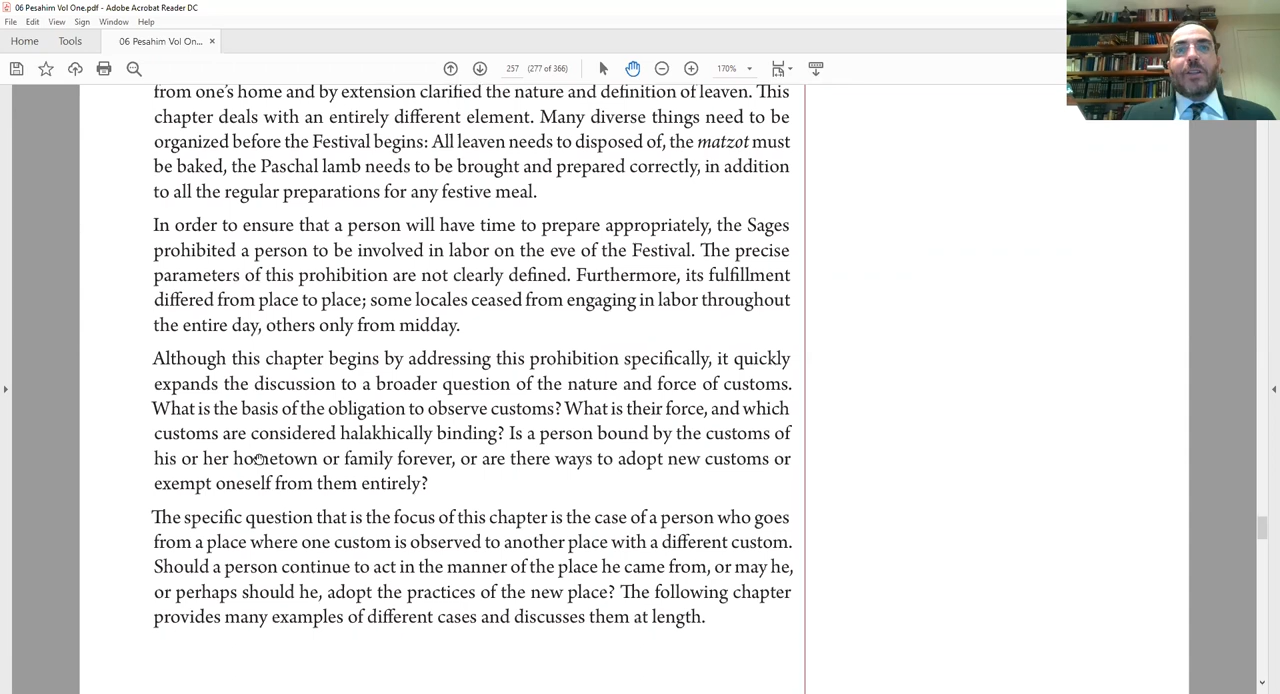 06 Pesahim Vol One.pdf - Adobe Acrobat Reader DC
File Edit View Sign Window Help
Home Tools 06 Pesahim Vol On... ×
257 (277 of 366) 170%
from one's home and by extension clarified the nature and definition of leaven. This
chapter deals with an entirely different element. Many diverse things need to be
organized before the Festival begins: All leaven needs to disposed of, the matzot must
be baked, the Paschal lamb needs to be brought and prepared correctly, in addition
to all the regular preparations for any festive meal.
In order to ensure that a person will have time to prepare appropriately, the Sages
prohibited a person to be involved in labor on the eve of the Festival. The precise
parameters of this prohibition are not clearly defined. Furthermore, its fulfillment
differed from place to place; some locales ceased from engaging in labor throughout
the entire day, others only from midday.
Although this chapter begins by addressing this prohibition specifically, it quickly
expands the discussion to a broader question of the nature and force of customs.
What is the basis of the obligation to observe customs? What is their force, and which
customs are considered halakhically binding? Is a person bound by the customs of
his or her hometown or family forever, or are there ways to adopt new customs or
exempt oneself from them entirely?
The specific question that is the focus of this chapter is the case of a person who goes
from a place where one custom is observed to another place with a different custom.
Should a person continue to act in the manner of the place he came from, or may he,
or perhaps should he, adopt the practices of the new place? The following chapter
provides many examples of different cases and discusses them at length.